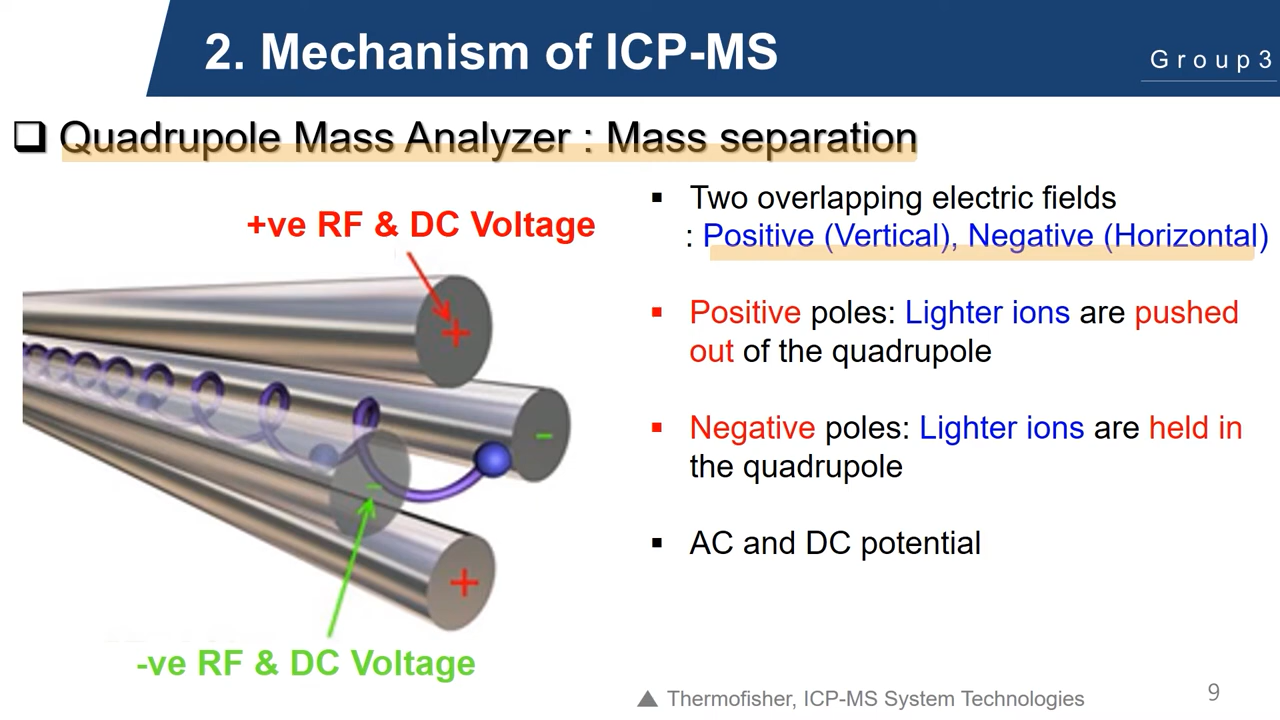 2. Mechanism of ICP-MS
Group3
❑ Quadrupole Mass Analyzer : Mass separation
+ve RF & DC Voltage
+
-
-
+
-ve RF & DC Voltage
▪ Two overlapping electric fields
: Positive (Vertical), Negative (Horizontal)
▪ Positive poles: Lighter ions are pushed
out of the quadrupole
▪ Negative poles: Lighter ions are held in
the quadrupole
▪ AC and DC potential
▲ Thermofisher, ICP-MS System Technologies
9